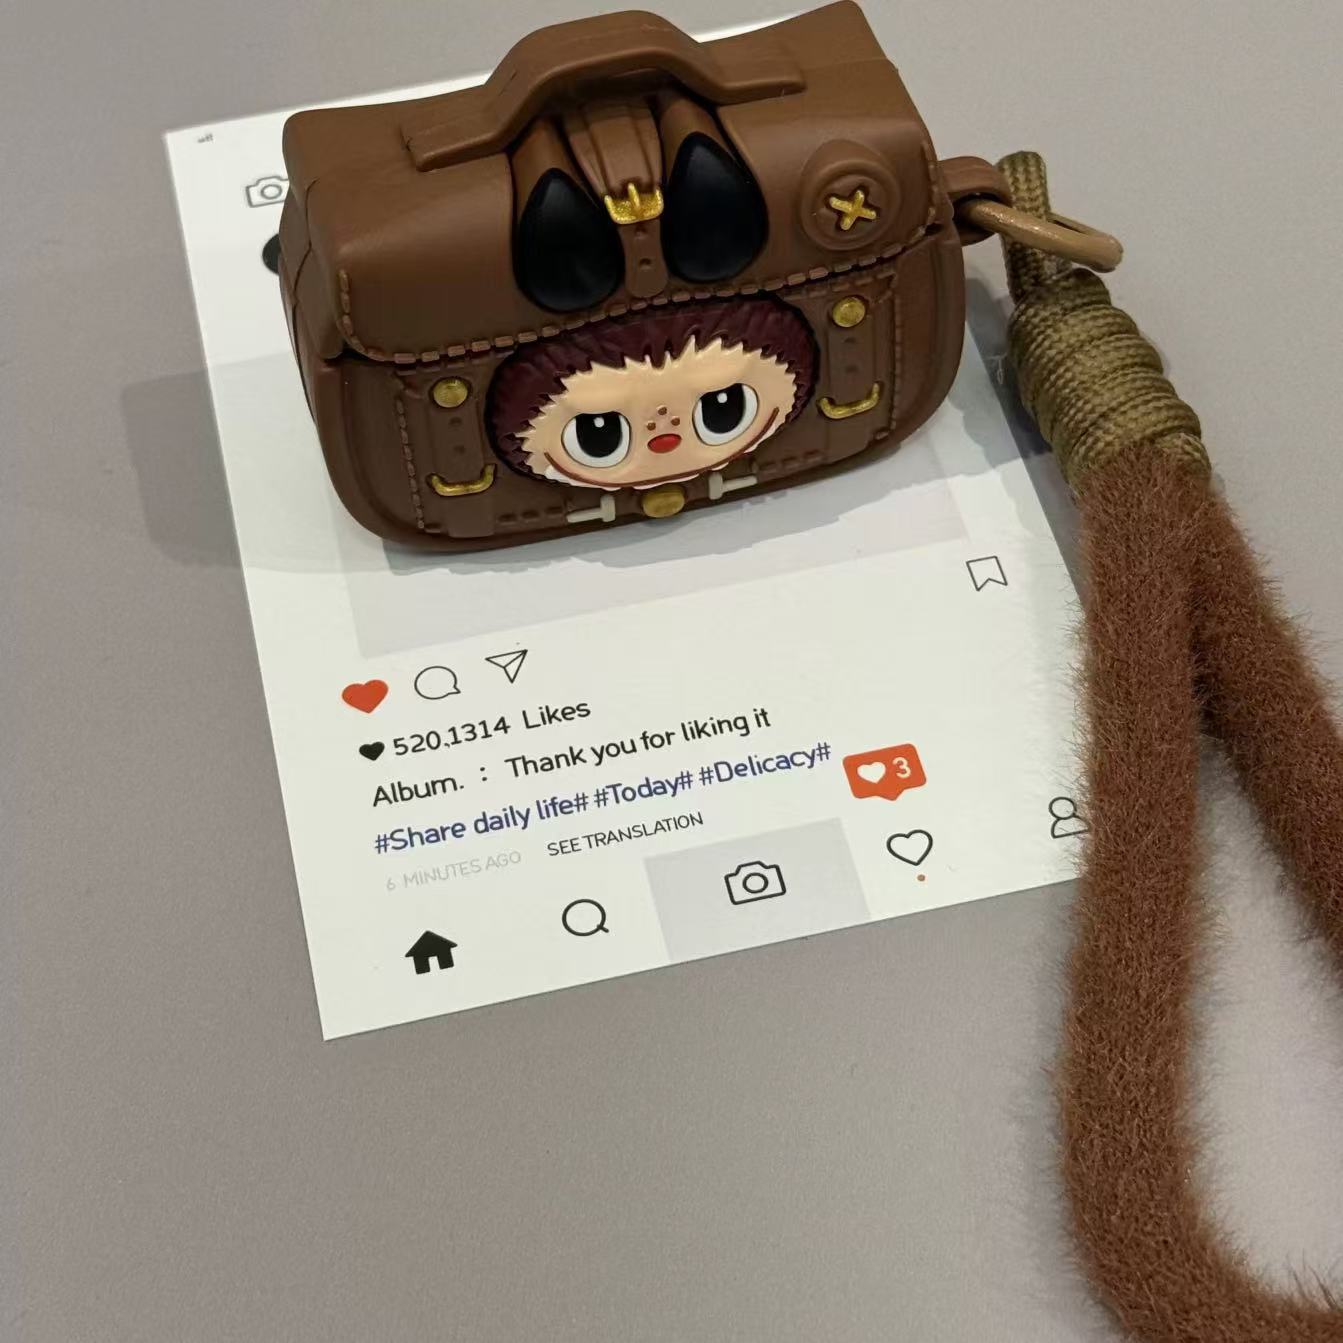 520,1314 Likes
Album. : Thank you for liking it
#Share daily life# #Today# #Delicacy#
3
6 MINUTES AGO SEE TRANSLATION